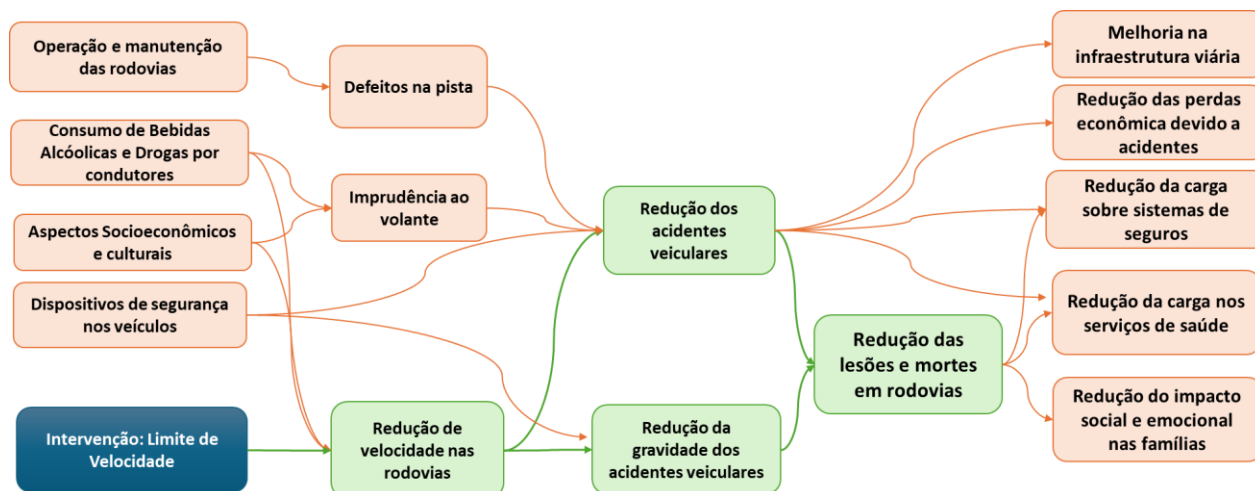 Operação e manutenção
das rodovias
Consumo de Bebidas
Alcóolicas e Drogas por
condutores
Aspectos Socioeconômicos
e culturais
Dispositivos de segurança
nos veículos
Intervenção: Limite de
Velocidade
Defeitos na pista
Imprudência ao
volante
Redução de
velocidade nas
rodovias
Redução dos
acidentes
veiculares
Redução da
gravidade dos
acidentes veiculares
Redução das
lesões e mortes
em rodovias
Melhoria na
infraestrutura viária
Redução das perdas
econômica devido a
acidentes
Redução da carga
sobre sistemas de
seguros
Redução da carga nos
serviços de saúde
Redução do impacto
social e emocional
nas famílias